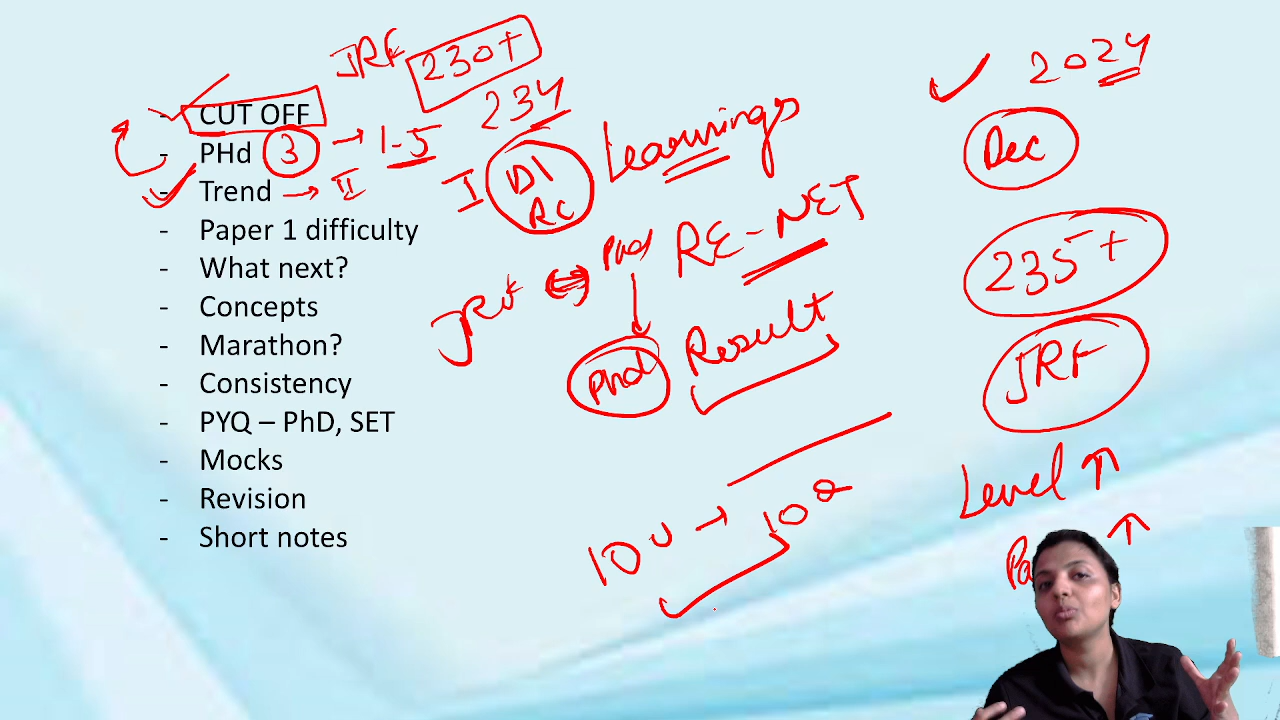 JRF 230+
234
- CUT OFF
- PHd 3 → 1-5
- Trend → II
- Paper 1 difficulty
- What next?
- Concepts
- Marathon?
- Consistency
- PYQ – PhD, SET
- Mocks
- Revision
- Short notes
I DI
RC
Learnings
RE-NET
JRF ⇔ PhD
↓
Phd
Result
10 U → 10 Q
2024
Dec
235+
JRF
Level ↑
↑